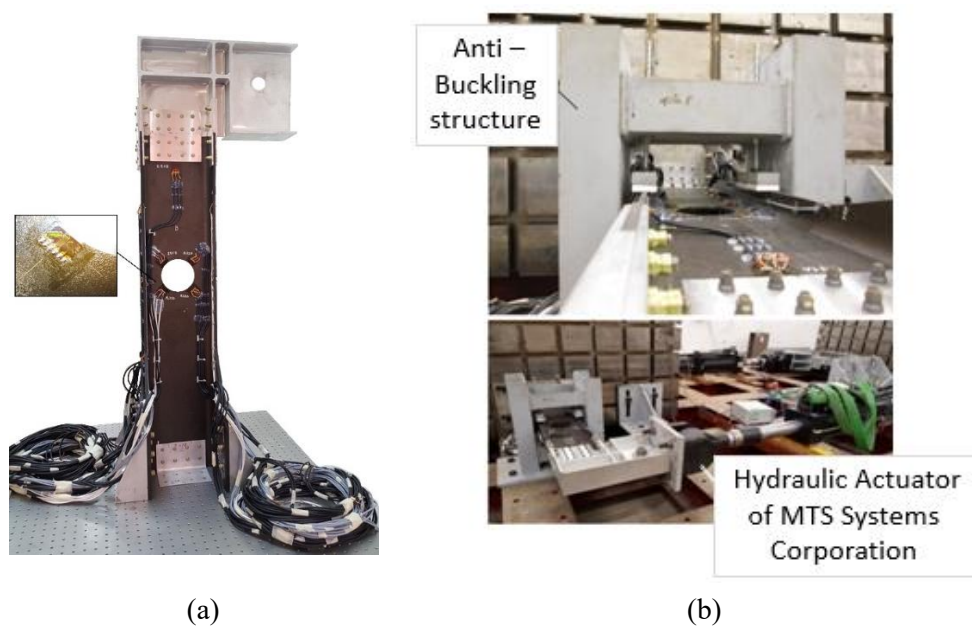 Anti –
Buckling
structure
Hydraulic Actuator
of MTS Systems
Corporation
(a)
(b)